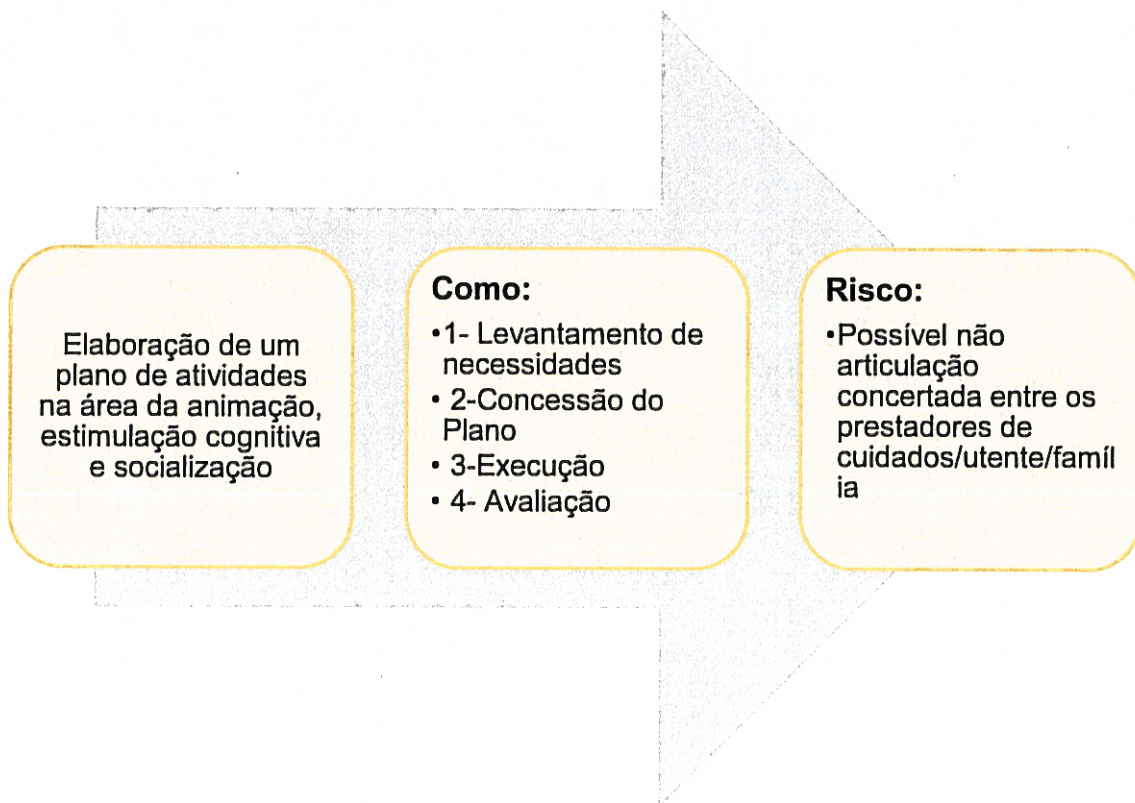 Elaboração de um
plano de atividades
na área da animação,
estimulação cognitiva
e socialização
Como:
•1- Levantamento de
necessidades
• 2-Concessão do
Plano
• 3-Execução
• 4- Avaliação
Risco:
•Possível não
articulação
concertada entre os
prestadores de
cuidados/utente/famíl
ia